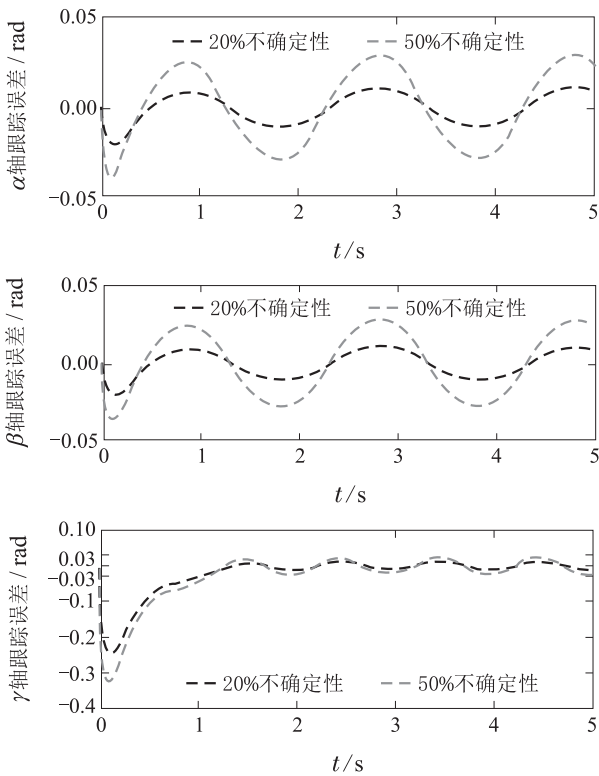 α轴跟踪误差 / rad
0.05
0.00
−0.05
20%不确定性 50%不确定性
0 1 2 3 4 5
t/s
β轴跟踪误差 / rad
0.05
0.00
−0.05
20%不确定性 50%不确定性
0 1 2 3 4 5
t/s
γ轴跟踪误差 / rad
0.10
0.03
−0.03
−0.1
−0.2
−0.3
−0.4
20%不确定性 50%不确定性
0 1 2 3 4 5
t/s